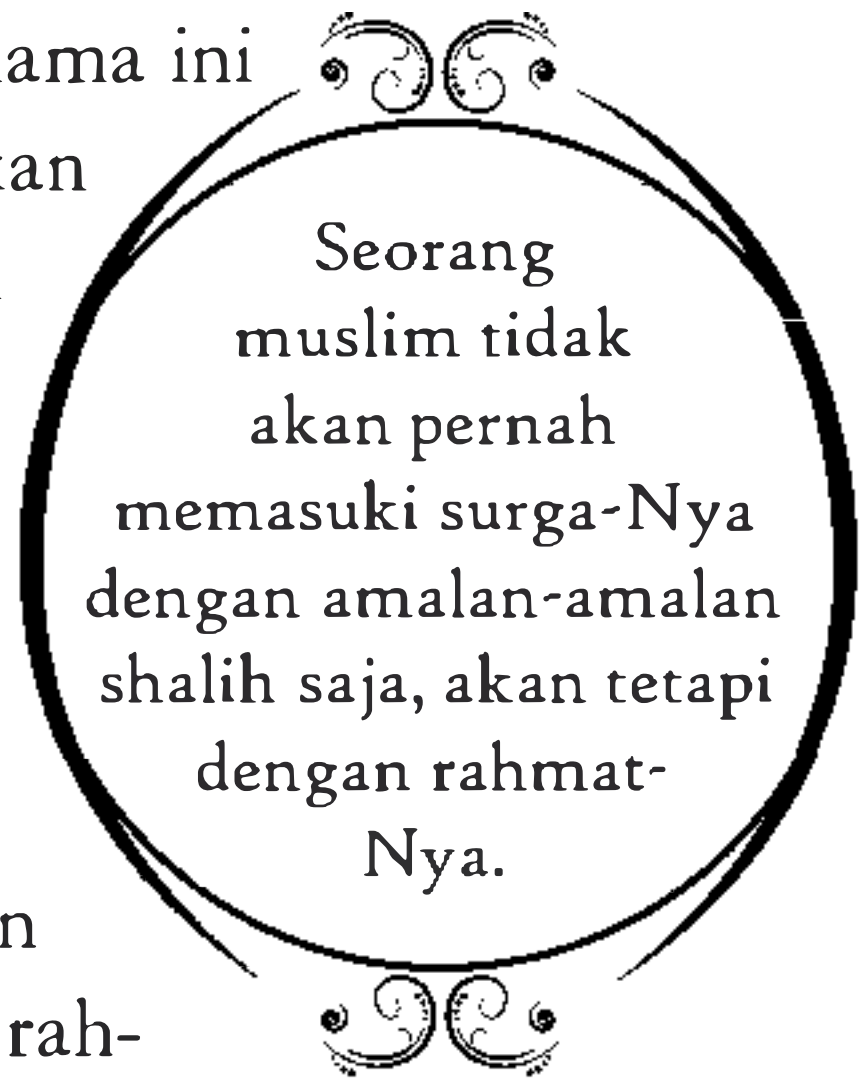 ama ini
an
Seorang
muslim tidak
akan pernah
memasuki surga-Nya
dengan amalan-amalan
shalih saja, akan tetapi
dengan rahmat-
Nya.
n
rah-